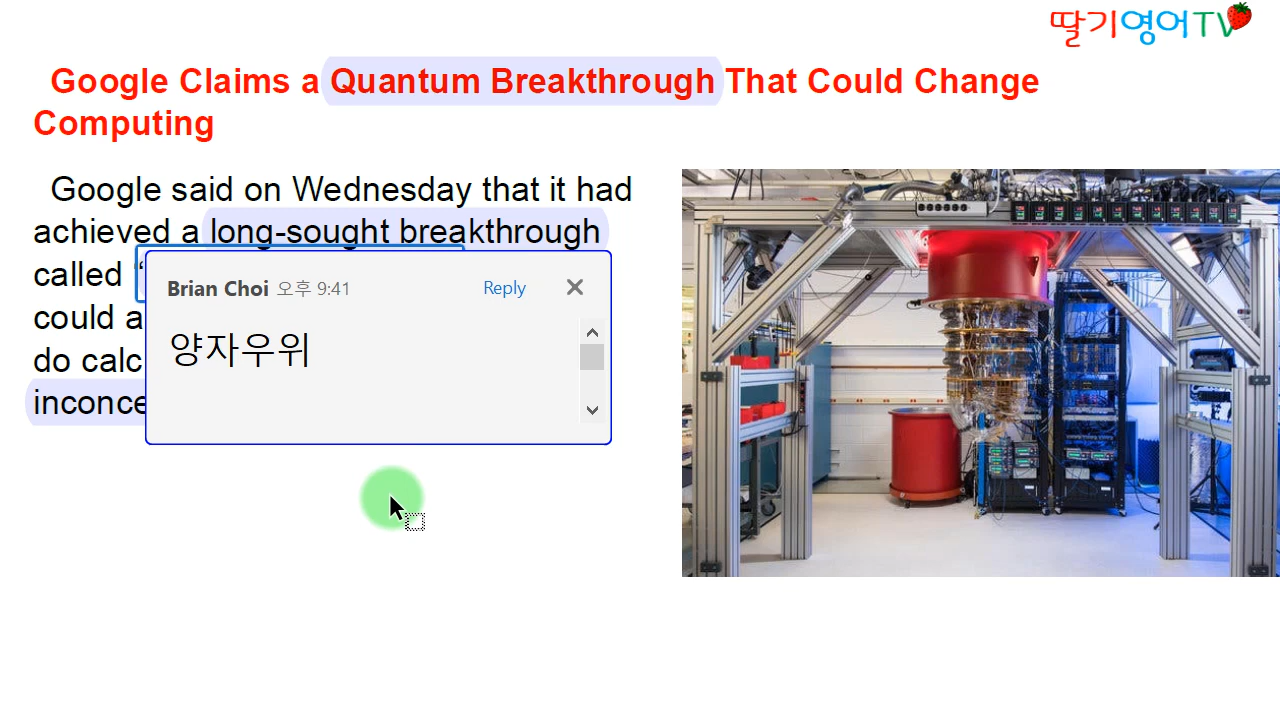 딸기영어TV
Google Claims a Quantum Breakthrough That Could Change
Computing
Google said on Wednesday that it had
achieved a long-sought breakthrough
called
could
do
Brian Choi 오후 9:41 Reply
양자우위